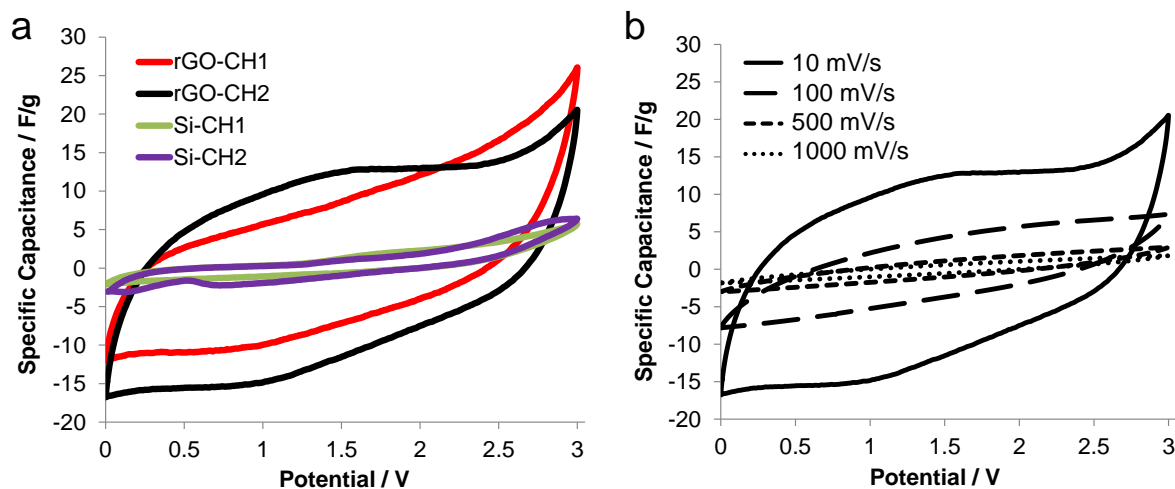 a
30
25
20
15
10
5
0
-5
-10
-15
-20
Specific Capacitance / F/g
rGO-CH1
rGO-CH2
Si-CH1
Si-CH2
0 0.5 1 1.5 2 2.5 3
Potential / V
b
30
25
20
15
10
5
0
-5
-10
-15
-20
Specific Capacitance / F/g
10 mV/s
100 mV/s
500 mV/s
1000 mV/s
0 0.5 1 1.5 2 2.5 3
Potential / V